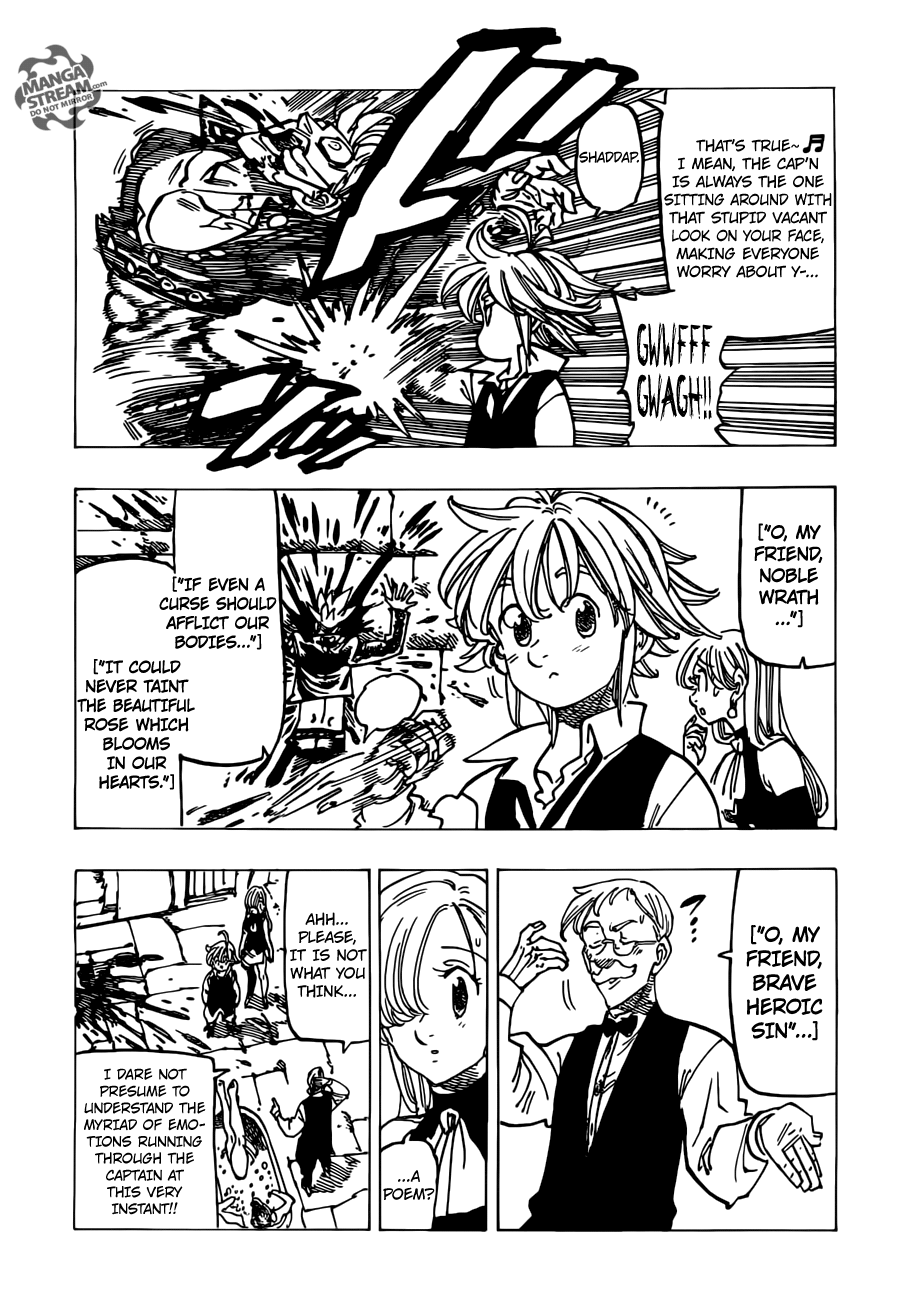 MANGA
STREAM.com
DO NOT MIRROR
THAT'S TRUE~ ♫
I MEAN, THE CAP'N
IS ALWAYS THE ONE
SITTING AROUND WITH
THAT STUPID VACANT
LOOK ON YOUR FACE,
MAKING EVERYONE
WORRY ABOUT Y-...
SHADDAP.
GWWFFF
GWAGH!!
["O, MY
FRIEND,
NOBLE
WRATH
..."]
["IF EVEN A
CURSE SHOULD
AFFLICT OUR
BODIES..."]
["IT COULD
NEVER TAINT
THE BEAUTIFUL
ROSE WHICH
BLOOMS
IN OUR
HEARTS."]
["O, MY
FRIEND,
BRAVE
HEROIC
SIN"...]
...A
POEM?
AHH...
PLEASE,
IT IS NOT
WHAT YOU
THINK...
I DARE NOT
PRESUME TO
UNDERSTAND THE
MYRIAD OF EMO-
TIONS RUNNING
THROUGH THE
CAPTAIN AT
THIS VERY
INSTANT!!